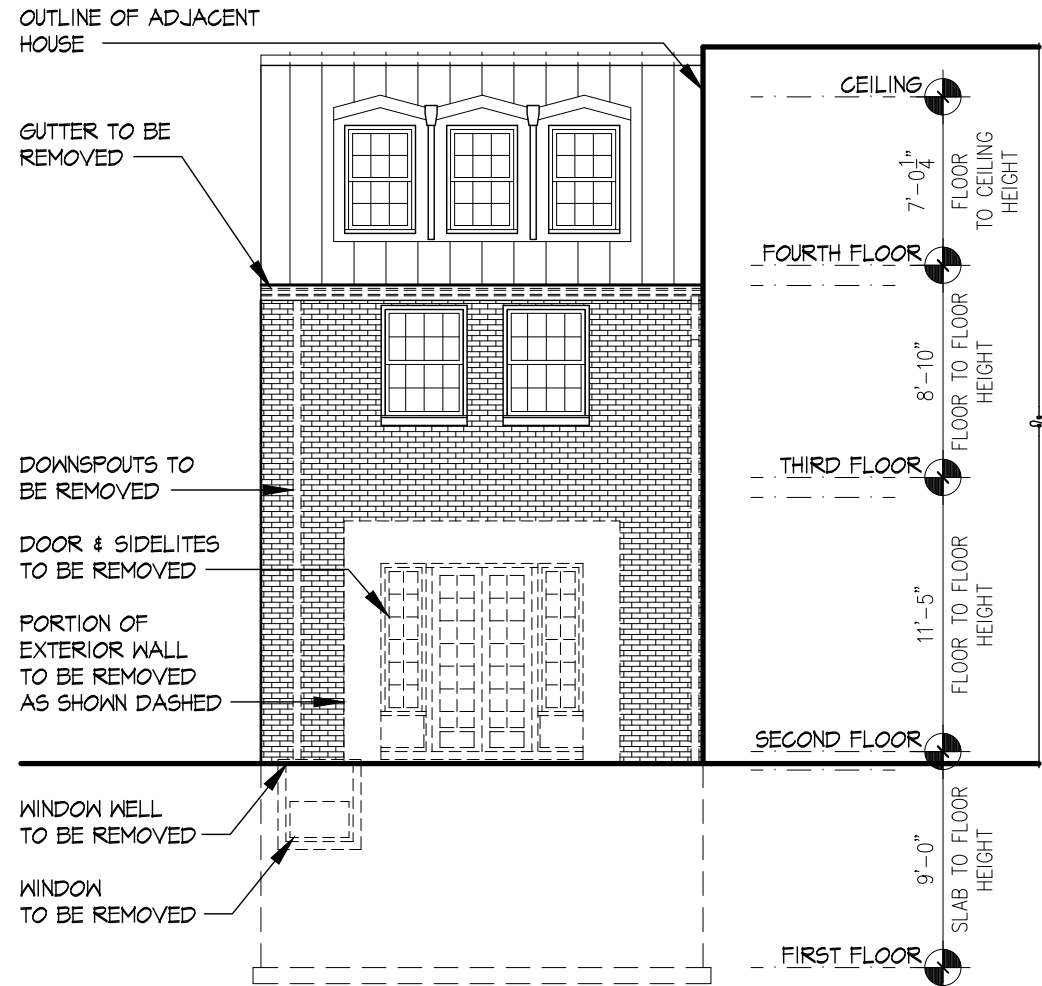 OUTLINE OF ADJACENT
HOUSE
GUTTER TO BE
REMOVED
DOWNSPOUTS TO
BE REMOVED
DOOR & SIDELITES
TO BE REMOVED
PORTION OF
EXTERIOR WALL
TO BE REMOVED
AS SHOWN DASHED
WINDOW WELL
TO BE REMOVED
WINDOW
TO BE REMOVED
CEILING
7'-0 1/4"
FLOOR
TO CEILING
HEIGHT
FOURTH FLOOR
8'-10"
FLOOR TO FLOOR
HEIGHT
THIRD FLOOR
11'-5"
FLOOR TO FLOOR
HEIGHT
SECOND FLOOR
9'-0"
SLAB TO FLOOR
HEIGHT
FIRST FLOOR